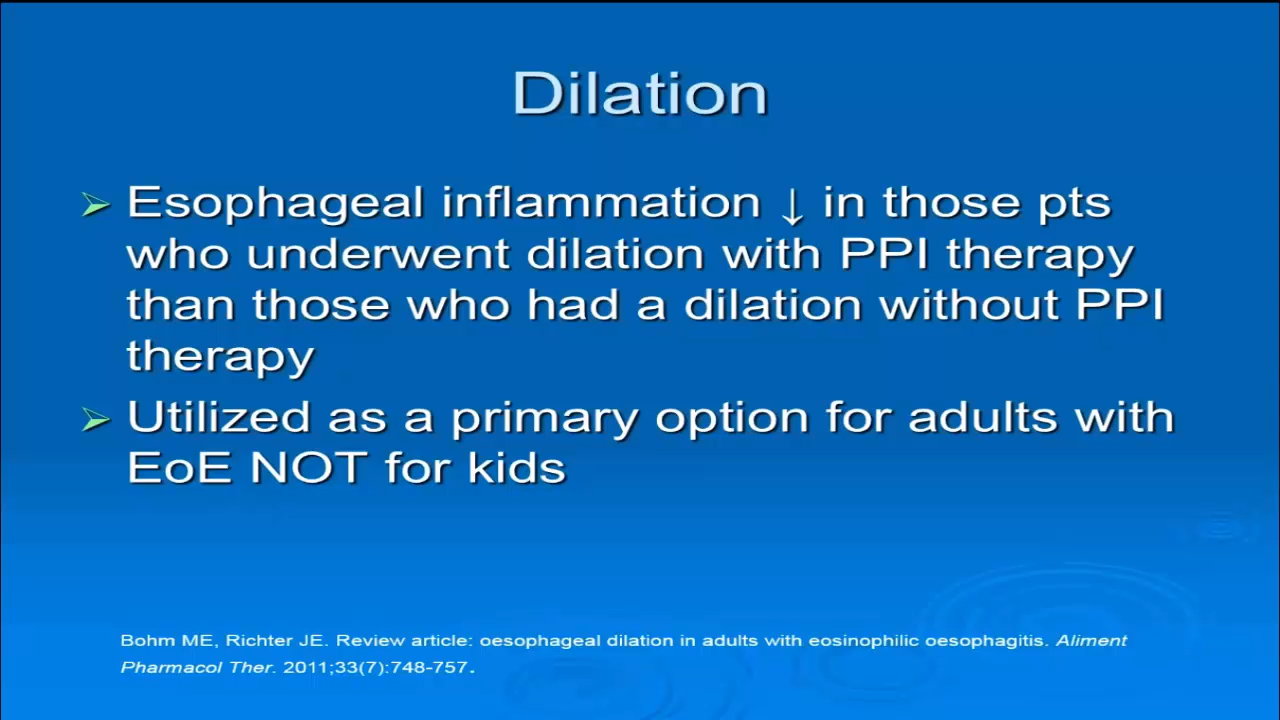 Dilation
➢ Esophageal inflammation ↓ in those pts
who underwent dilation with PPI therapy
than those who had a dilation without PPI
therapy
➢ Utilized as a primary option for adults with
EoE NOT for kids
Bohm ME, Richter JE. Review article: oesophageal dilation in adults with eosinophilic oesophagitis. Aliment
Pharmacol Ther. 2011;33(7):748-757.